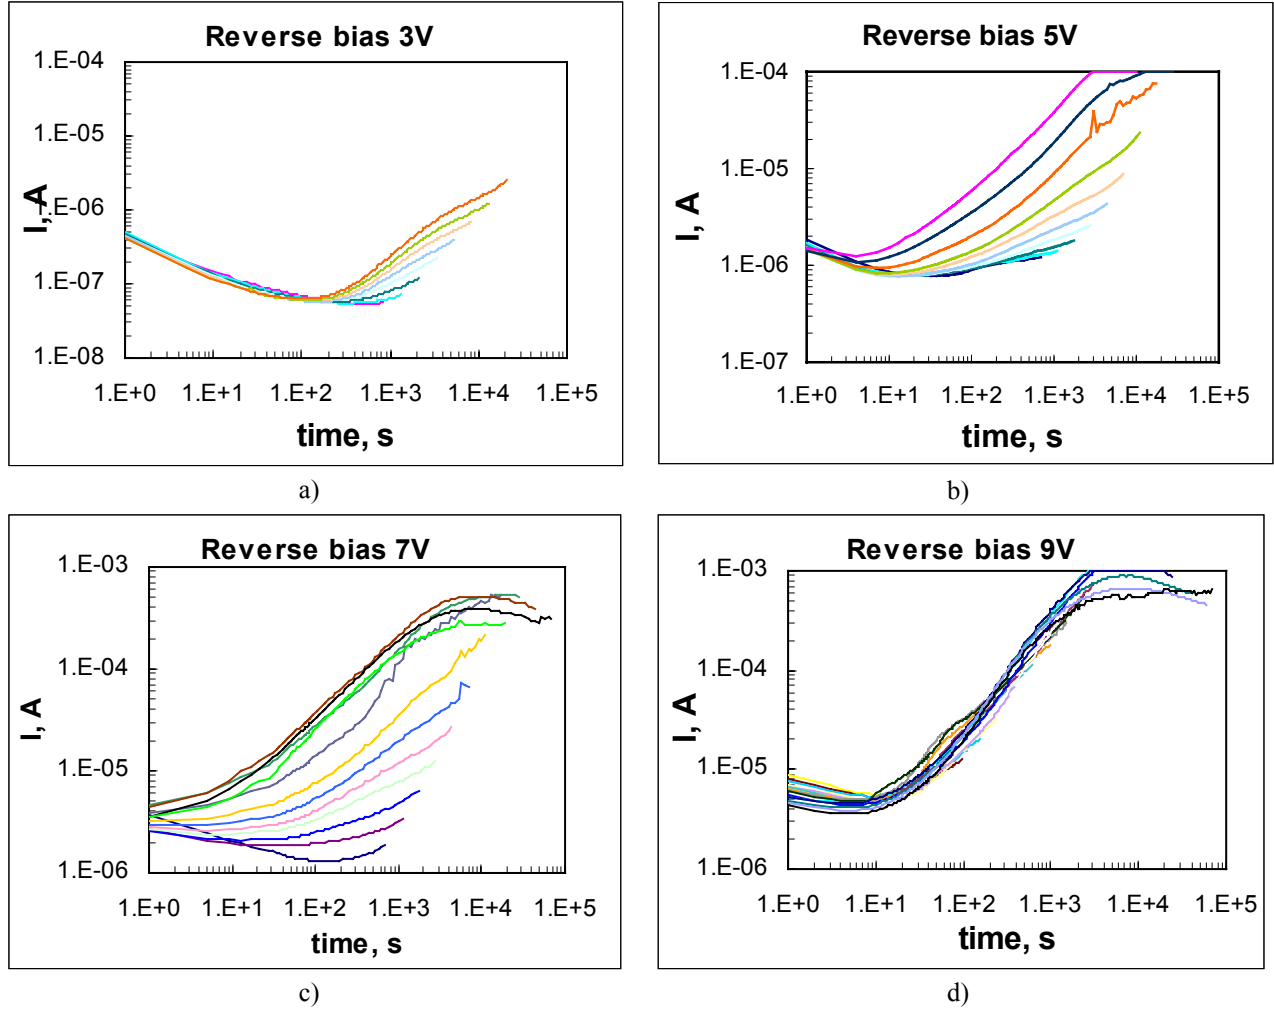 Reverse bias 3V
1.E-04
1.E-05
1.E-06
1.E-07
1.E-08
I, A
1.E+0 1.E+1 1.E+2 1.E+3 1.E+4 1.E+5
time, s
a)
Reverse bias 5V
1.E-04
1.E-05
1.E-06
1.E-07
I, A
1.E+0 1.E+1 1.E+2 1.E+3 1.E+4 1.E+5
time, s
b)
Reverse bias 7V
1.E-03
1.E-04
1.E-05
1.E-06
I, A
1.E+0 1.E+1 1.E+2 1.E+3 1.E+4 1.E+5
time, s
c)
Reverse bias 9V
1.E-03
1.E-04
1.E-05
1.E-06
I, A
1.E+0 1.E+1 1.E+2 1.E+3 1.E+4 1.E+5
time, s
d)